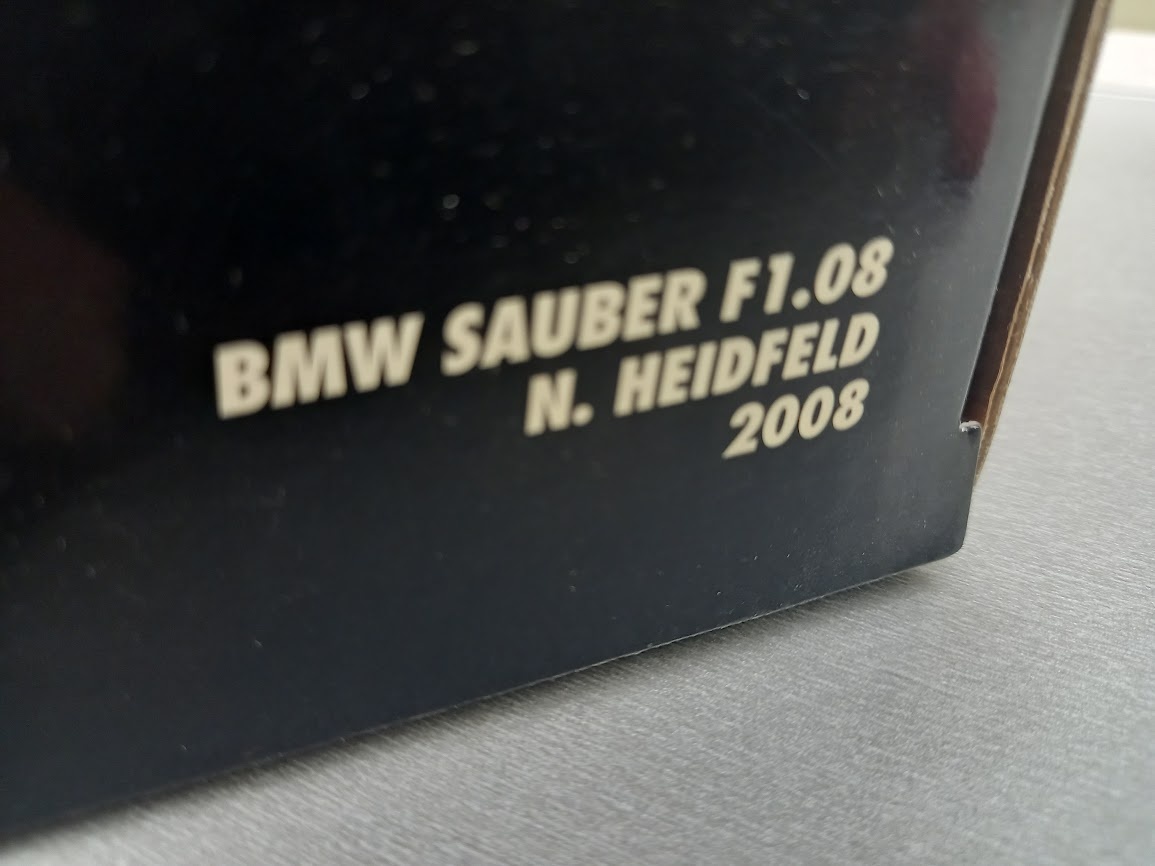 BMW SAUBER F1.08
N. HEIDFELD
2008